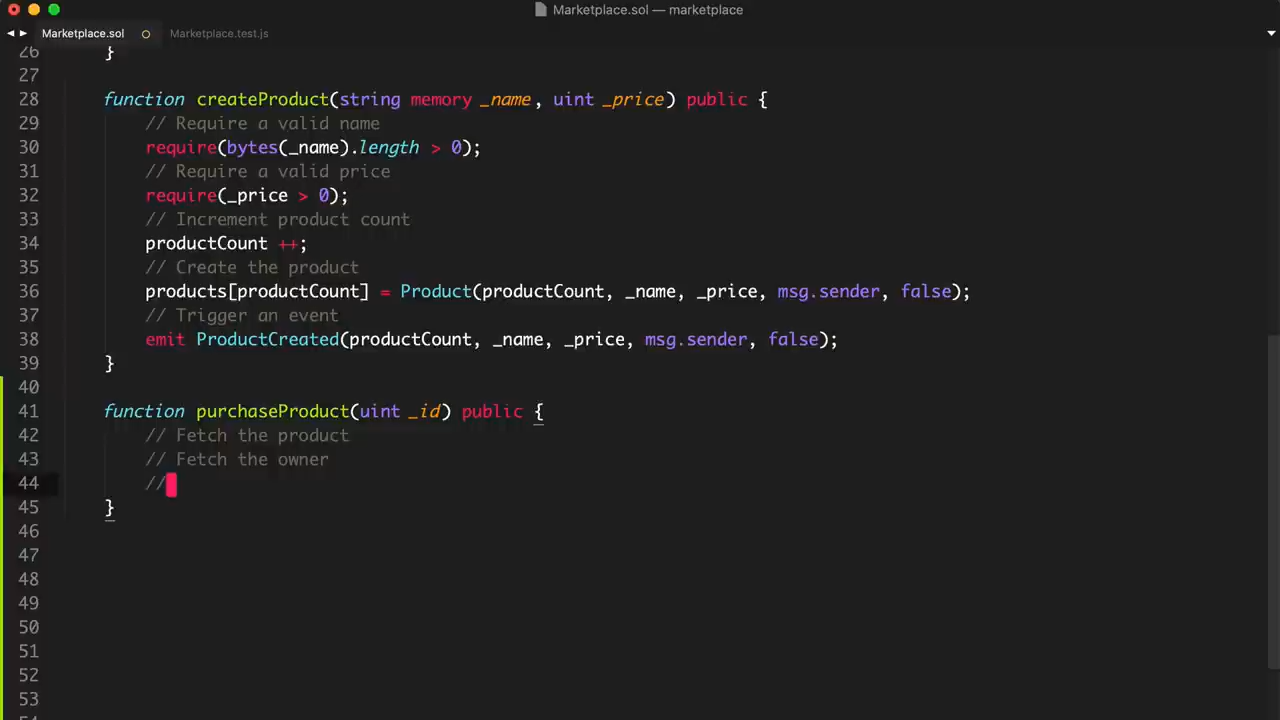 Marketplace.sol — marketplace
Marketplace.sol Marketplace.test.js
26 }
27
28 function createProduct(string memory _name, uint _price) public {
29 // Require a valid name
30 require(bytes(_name).length > 0);
31 // Require a valid price
32 require(_price > 0);
33 // Increment product count
34 productCount ++;
35 // Create the product
36 products[productCount] = Product(productCount, _name, _price, msg.sender, false);
37 // Trigger an event
38 emit ProductCreated(productCount, _name, _price, msg.sender, false);
39 }
40
41 function purchaseProduct(uint _id) public {
42 // Fetch the product
43 // Fetch the owner
44 //
45 }
46
47
48
49
50
51
52
53